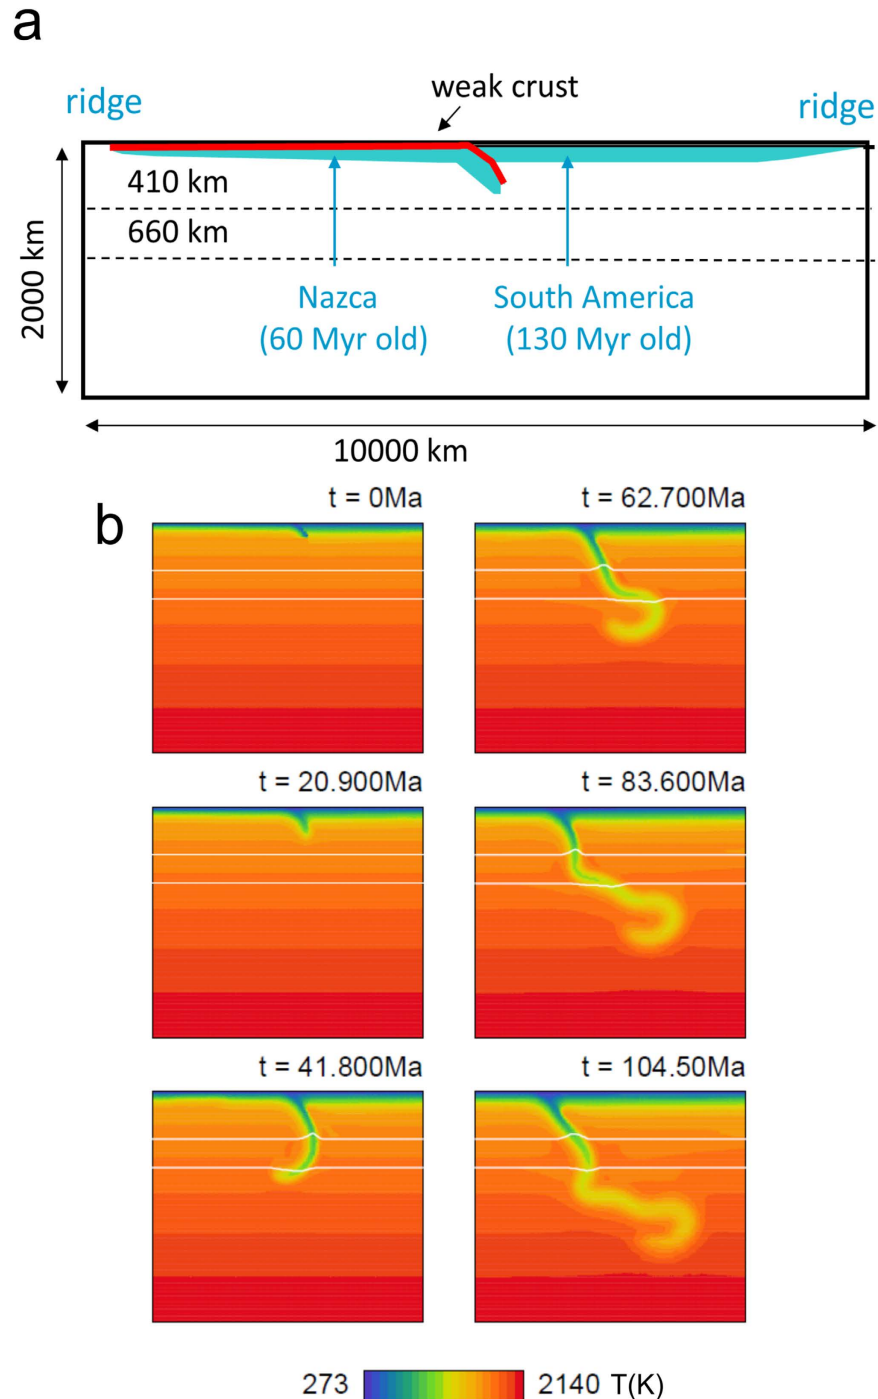 a
weak crust
ridge
ridge
410 km
660 km
2000 km
Nazca
(60 Myr old)
South America
(130 Myr old)
10000 km
b
t = 0Ma
t = 62.700Ma
t = 20.900Ma
t = 83.600Ma
t = 41.800Ma
t = 104.50Ma
273
2140 T(K)